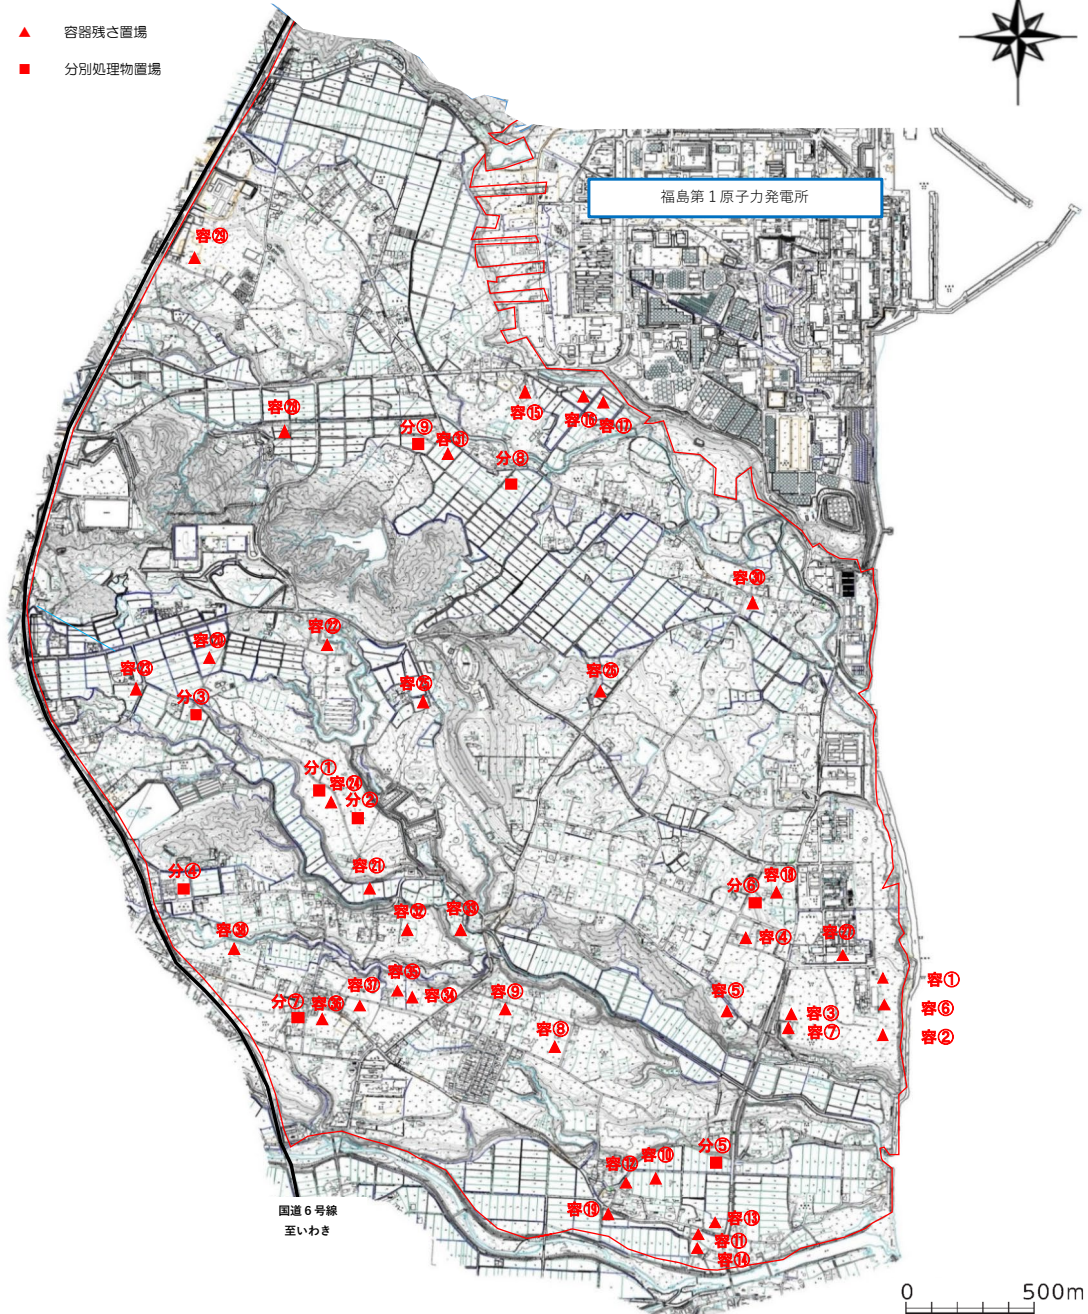 容器残さ置場
分別処理物置場
福島第１原子力発電所
容㉙
容⑮
容⑯
容⑰
容㉘
分⑨
容㉛
分⑧
容㉚
容㉒
容⑳
容㉓
容㉕
容㉖
分③
分①
容㉔
分②
容㉑
分④
分⑥
容⑱
容㉜
容㉝
容④
容㉗
容㊳
容㉟
容㊲
容㉞
容⑨
容⑤
容①
容⑥
容③
容⑦
容②
分⑦
容㊱
容⑧
分⑤
容⑫
容⑩
容⑲
容⑬
容⑪
容⑭
国道６号線
至いわき
0 500m